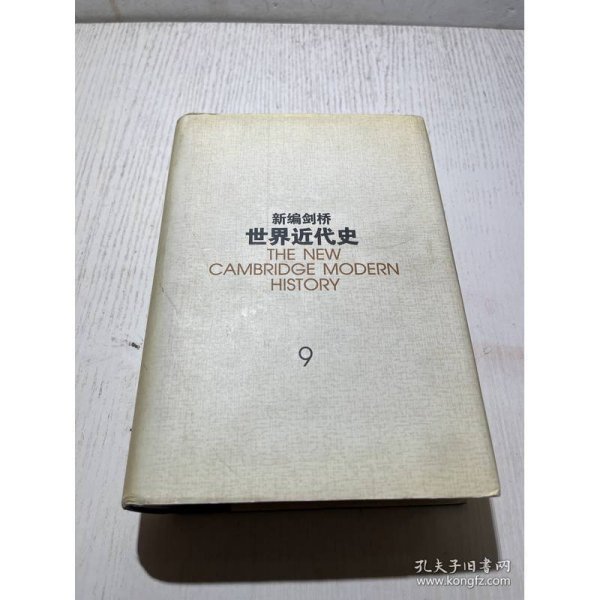 新编剑桥
世界近代史
THE NEW
CAMBRIDGE MODERN
HISTORY
9
孔夫子旧书网
www.kongfz.com